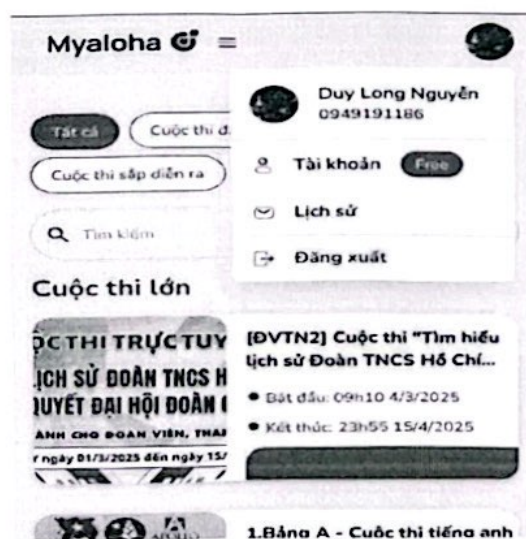 Myaloha
Duy Long Nguyễn
0949191186
Tất cả
Cuộc thi đ
Cuộc thi sắp diễn ra
Tài khoản Free
Lịch sử
Tìm kiếm
Đăng xuất
Cuộc thi lớn
ỘC THI TRỰC TUY
ỊCH SỬ ĐOÀN TNCS H
QUYẾT ĐẠI HỘI ĐOÀN
ÀNH CHO ĐOÀN VIÊN, THA
ừ ngày 01/3/2025 đến ngày 15/
[ĐVTN2] Cuộc thi "Tìm hiểu
lịch sử Đoàn TNCS Hồ Chí...
Bắt đầu: 09h10 4/3/2025
Kết thúc: 23h55 15/4/2025
1.Bảng A - Cuộc thi tiếng anh